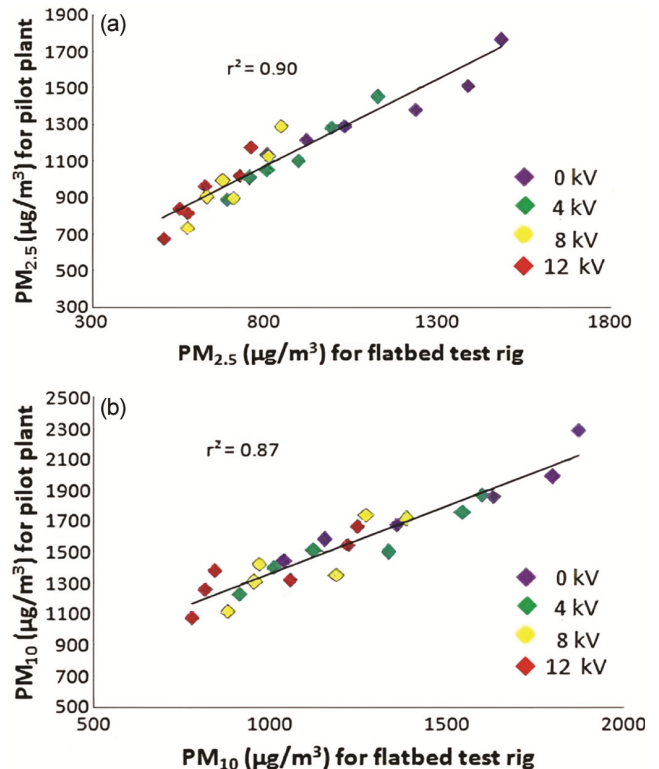 (a)
r² = 0.90
PM₂.₅ (µg/m³) for pilot plant
1900
1700
1500
1300
1100
900
700
500
300
0 kV
4 kV
8 kV
12 kV
300 800 1300 1800
PM₂.₅ (µg/m³) for flatbed test rig
(b)
r² = 0.87
PM₁₀ (µg/m³) for pilot plant
2500
2300
2100
1900
1700
1500
1300
1100
900
700
500
0 kV
4 kV
8 kV
12 kV
500 1000 1500 2000
PM₁₀ (µg/m³) for flatbed test rig